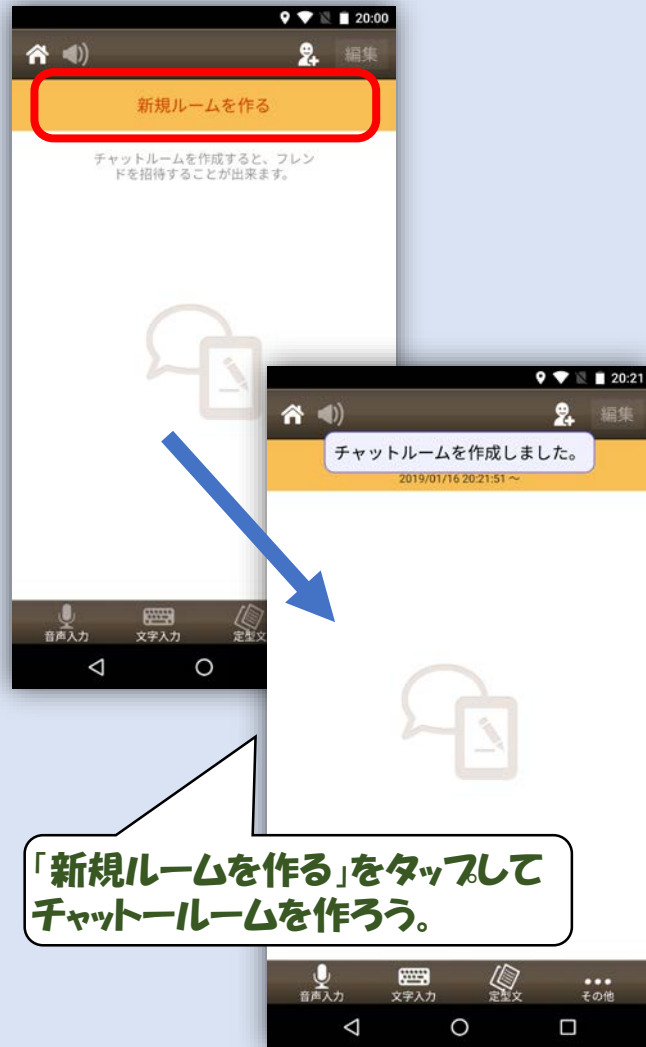 20:00
編集
新規ルームを作る
チャットルームを作成すると、フレン
ドを招待することが出来ます。
音声入力
文字入力
定型文
20:21
編集
チャットルームを作成しました。
2019/01/16 20:21:51 ～
「新規ルームを作る」をタップして
チャットールームを作ろう。
音声入力
文字入力
定型文
その他